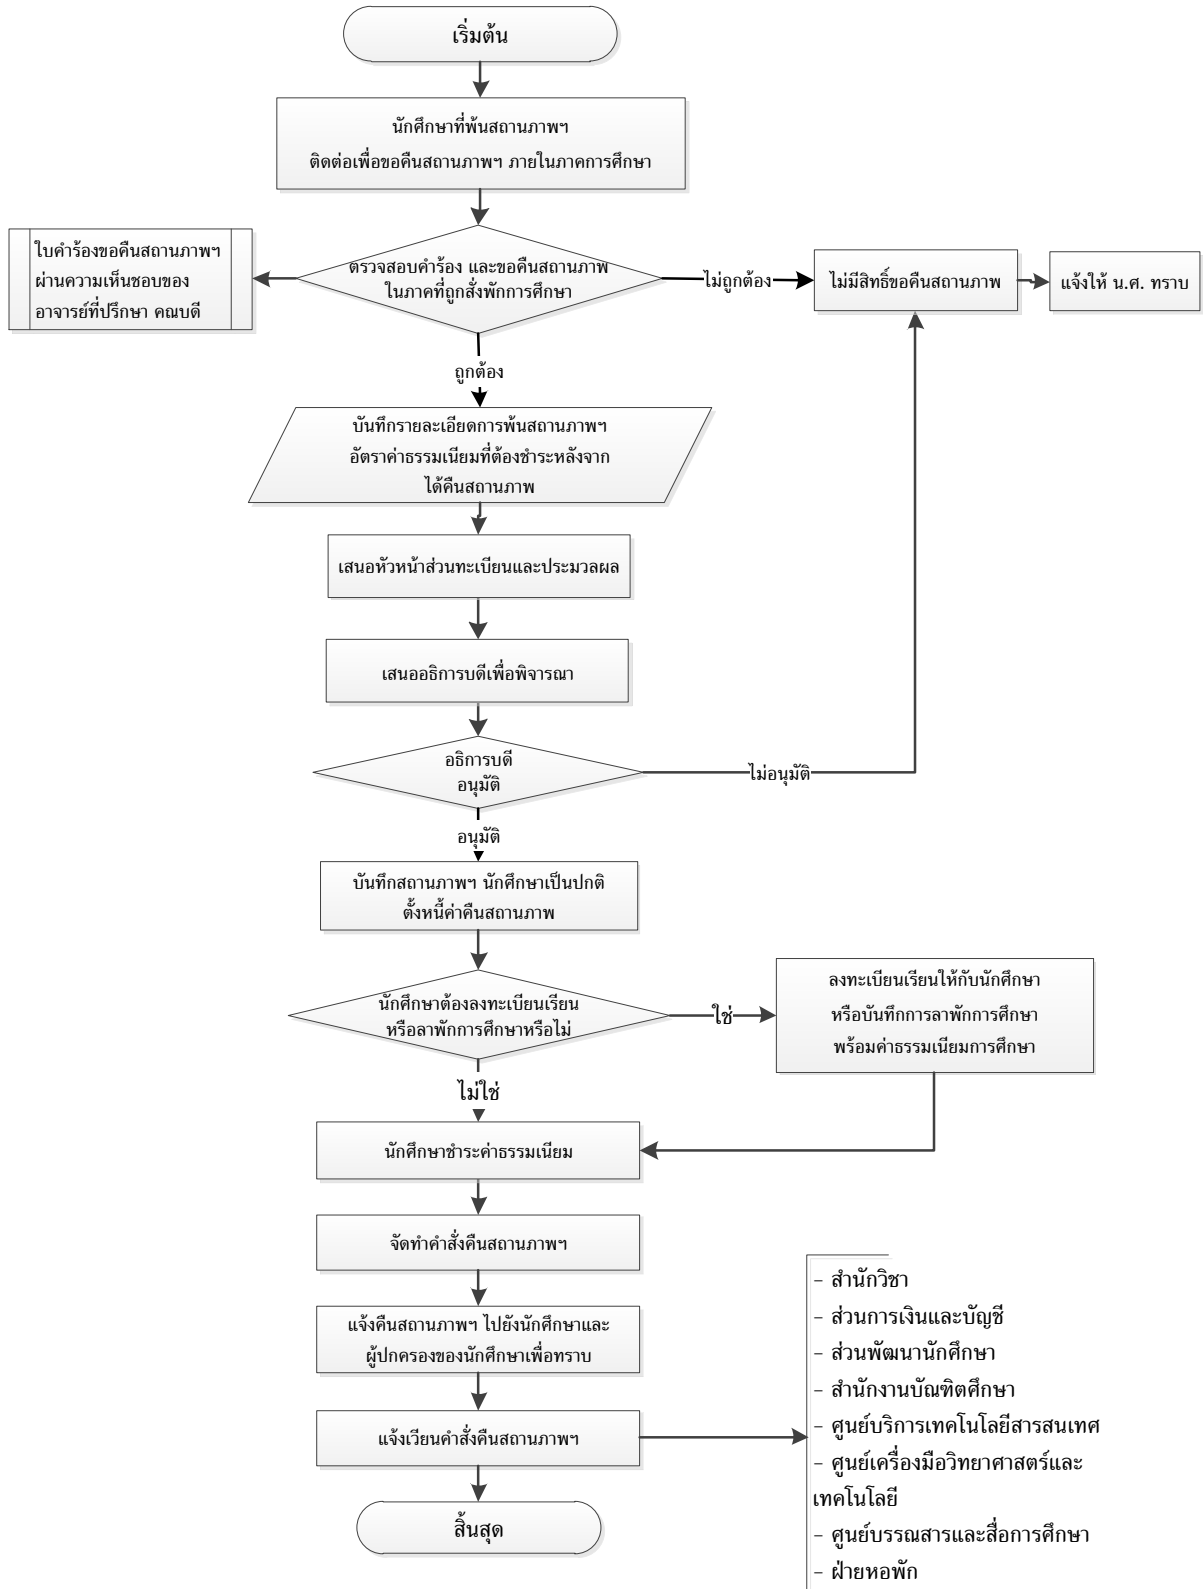 เริ่มต้น
นักศึกษาที่พ้นสถานภาพฯ
ติดต่อเพื่อขอคืนสถานภาพฯ ภายในภาคการศึกษา
ใบคำร้องขอคืนสถานภาพฯ
ผ่านความเห็นชอบของ
อาจารย์ที่ปรึกษา คณบดี
ตรวจสอบคำร้อง และขอคืนสถานภาพ
ในภาคที่ถูกสั่งพักการศึกษา
ไม่ถูกต้อง
ไม่มีสิทธิ์ขอคืนสถานภาพ
แจ้งให้ น.ศ. ทราบ
ถูกต้อง
บันทึกรายละเอียดการพ้นสถานภาพฯ
อัตราค่าธรรมเนียมที่ต้องชำระหลังจาก
ได้คืนสถานภาพ
เสนอหัวหน้าส่วนทะเบียนและประมวลผล
เสนออธิการบดีเพื่อพิจารณา
อธิการบดี
อนุมัติ
ไม่อนุมัติ
อนุมัติ
บันทึกสถานภาพฯ นักศึกษาเป็นปกติ
ตั้งหนี้ค่าคืนสถานภาพ
นักศึกษาต้องลงทะเบียนเรียน
หรือลาพักการศึกษาหรือไม่
ใช่
ลงทะเบียนเรียนให้กับนักศึกษา
หรือบันทึกการลาพักการศึกษา
พร้อมค่าธรรมเนียมการศึกษา
ไม่ใช่
นักศึกษาชำระค่าธรรมเนียม
จัดทำคำสั่งคืนสถานภาพฯ
แจ้งคืนสถานภาพฯ ไปยังนักศึกษาและ
ผู้ปกครองของนักศึกษาเพื่อทราบ
แจ้งเวียนคำสั่งคืนสถานภาพฯ
สิ้นสุด
- สำนักวิชา
- ส่วนการเงินและบัญชี
- ส่วนพัฒนานักศึกษา
- สำนักงานบัณฑิตศึกษา
- ศูนย์บริการเทคโนโลยีสารสนเทศ
- ศูนย์เครื่องมือวิทยาศาสตร์และ
เทคโนโลยี
- ศูนย์บรรณสารและสื่อการศึกษา
- ฝ่ายหอพัก